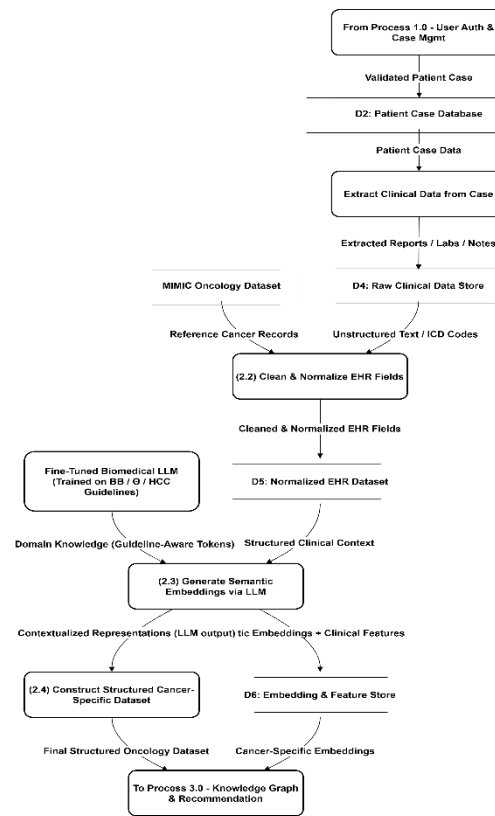 From Process 1.0 - User Auth &
Case Mgmt
Validated Patient Case
D2: Patient Case Database
Patient Case Data
Extract Clinical Data from Case
Extracted Reports / Labs / Notes
MIMIC Oncology Dataset
D4: Raw Clinical Data Store
Reference Cancer Records
Unstructured Text / ICD Codes
(2.2) Clean & Normalize EHR Fields
Cleaned & Normalized EHR Fields
Fine-Tuned Biomedical LLM
(Trained on BB / Θ / HCC
Guidelines)
D5: Normalized EHR Dataset
Domain Knowledge (Guideline-Aware Tokens)
Structured Clinical Context
(2.3) Generate Semantic
Embeddings via LLM
Contextualized Representations (LLM output)
tic Embeddings + Clinical Features
(2.4) Construct Structured Cancer-
Specific Dataset
D6: Embedding & Feature Store
Final Structured Oncology Dataset
Cancer-Specific Embeddings
To Process 3.0 - Knowledge Graph
& Recommendation